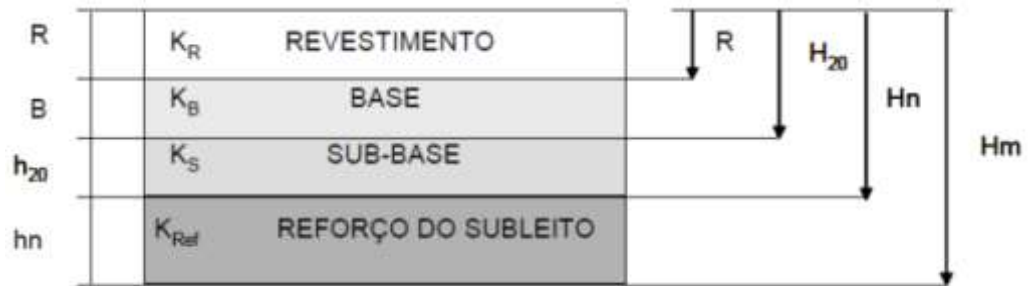 R K_R REVESTIMENTO R
H_20
B K_B BASE Hn
Hm
h_20 K_S SUB-BASE
hn K_Ref REFORÇO DO SUBLEITO